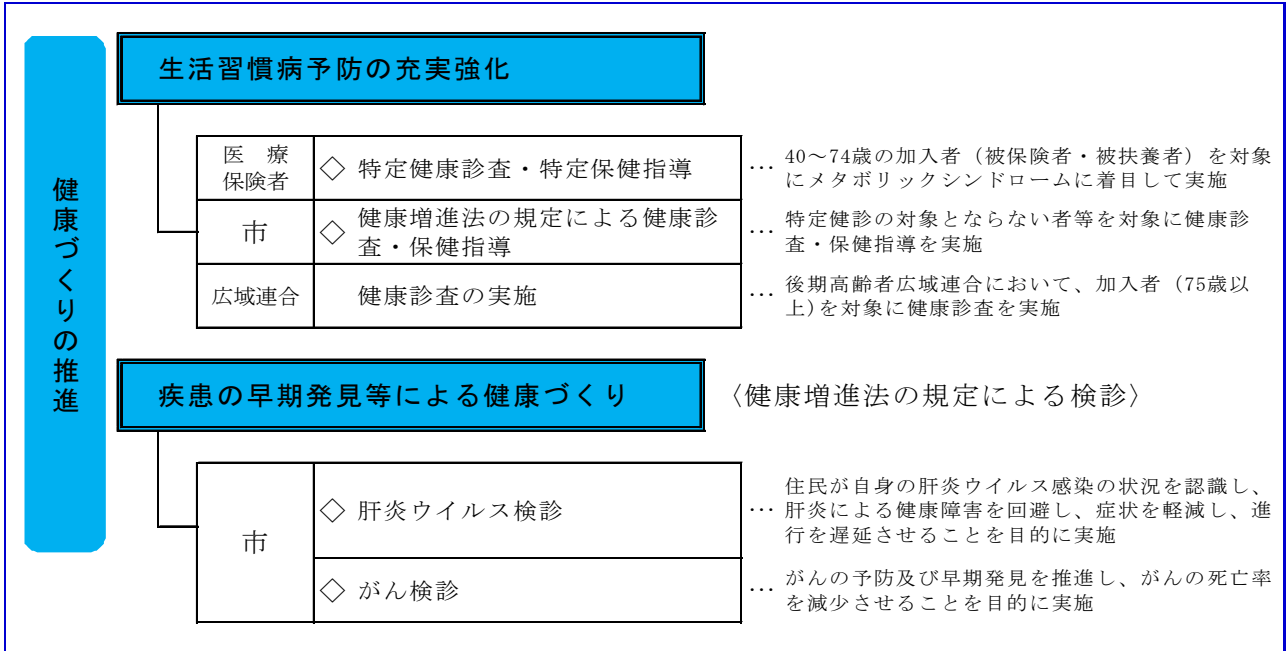 健康づくりの推進
生活習慣病予防の充実強化
医　療
保険者
◇ 特定健康診査・特定保健指導
… 40～74歳の加入者（被保険者・被扶養者）を対象
にメタボリックシンドロームに着目して実施
市
◇ 健康増進法の規定による健康診
査・保健指導
… 特定健診の対象とならない者等を対象に健康診
査・保健指導を実施
広域連合
健康診査の実施
… 後期高齢者広域連合において、加入者（75歳以
上)を対象に健康診査を実施
疾患の早期発見等による健康づくり
〈健康増進法の規定による検診〉
市
◇ 肝炎ウイルス検診
住民が自身の肝炎ウイルス感染の状況を認識し、
… 肝炎による健康障害を回避し、症状を軽減し、進
行を遅延させることを目的に実施
◇ がん検診
… がんの予防及び早期発見を推進し、がんの死亡率
を減少させることを目的に実施